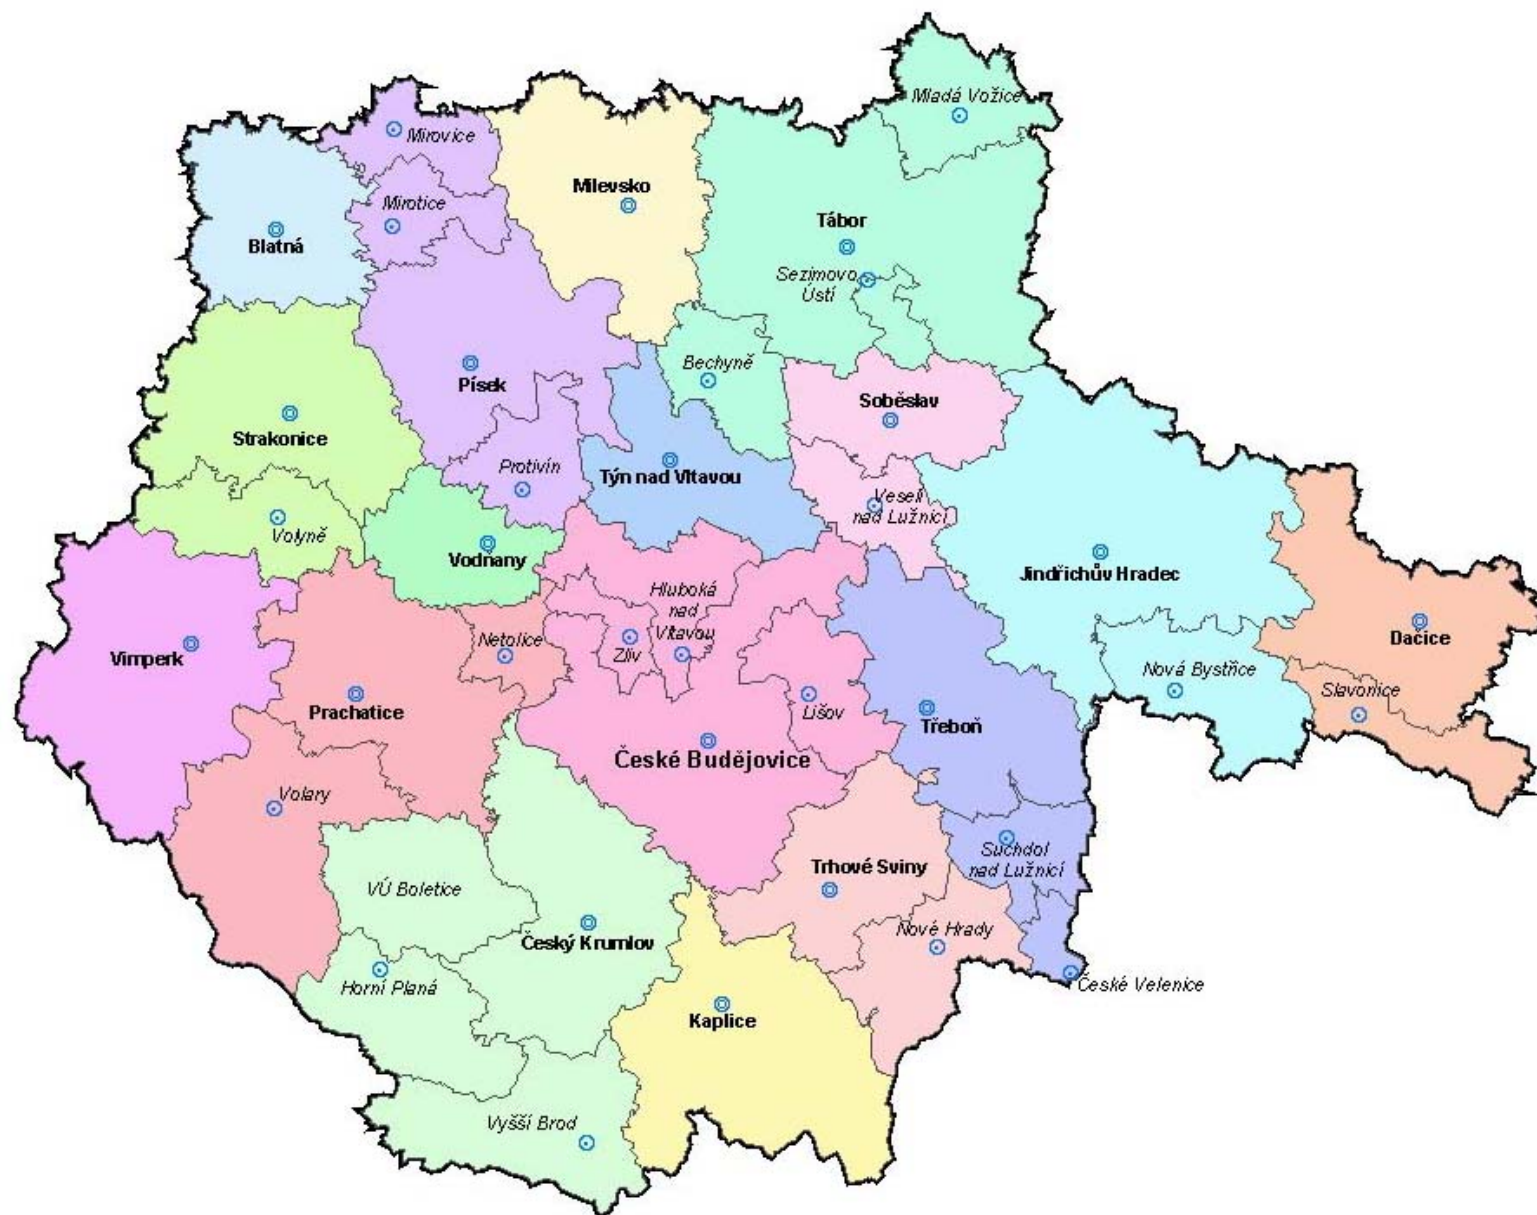 Mladá Vožice
Mirovice
Milevsko
Mirotice
Tábor
Blatná
Sezimovo
Ústí
Bechyně
Písek
Soběslav
Strakonice
Protivín
Týn nad Vltavou
Veselí
nad Lužnicí
Volyně
Vodňany
Jindřichův Hradec
Hluboká
nad
Vltavou
Netolice
Zliv
Dačice
Vimperk
Nová Bystřice
Slavonice
Prachatice
Lišov
Třeboň
České Budějovice
Volary
Suchdol
nad Lužnicí
Trhové Sviny
VÚ Boletice
Nové Hrady
Český Krumlov
Horní Planá
České Velenice
Kaplice
Vyšší Brod